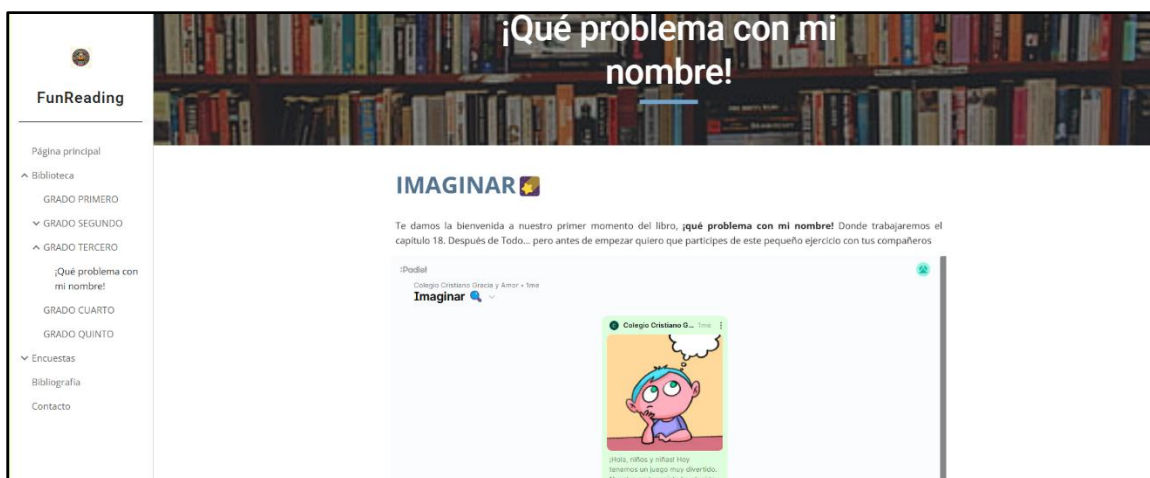 FunReading
Página principal
Biblioteca
GRADO PRIMERO
GRADO SEGUNDO
GRADO TERCERO
¡Qué problema con
mi nombre!
GRADO CUARTO
GRADO QUINTO
Encuestas
Bibliografía
Contacto
¡Qué problema con mi
nombre!
IMAGINAR
Te damos la bienvenida a nuestro primer momento del libro, ¡qué problema con mi nombre! Donde trabajaremos el
capitulo 18. Después de Todo... pero antes de empezar quiero que participes de este pequeño ejercicio con tus compañeros
:Padlet
Colegio Cristiano Gracia y Amor • 1me
Imaginar
Colegio Cristiano G... 1me
¡Hola, niños y niñas! Hoy
tenemos un juego muy divertido.